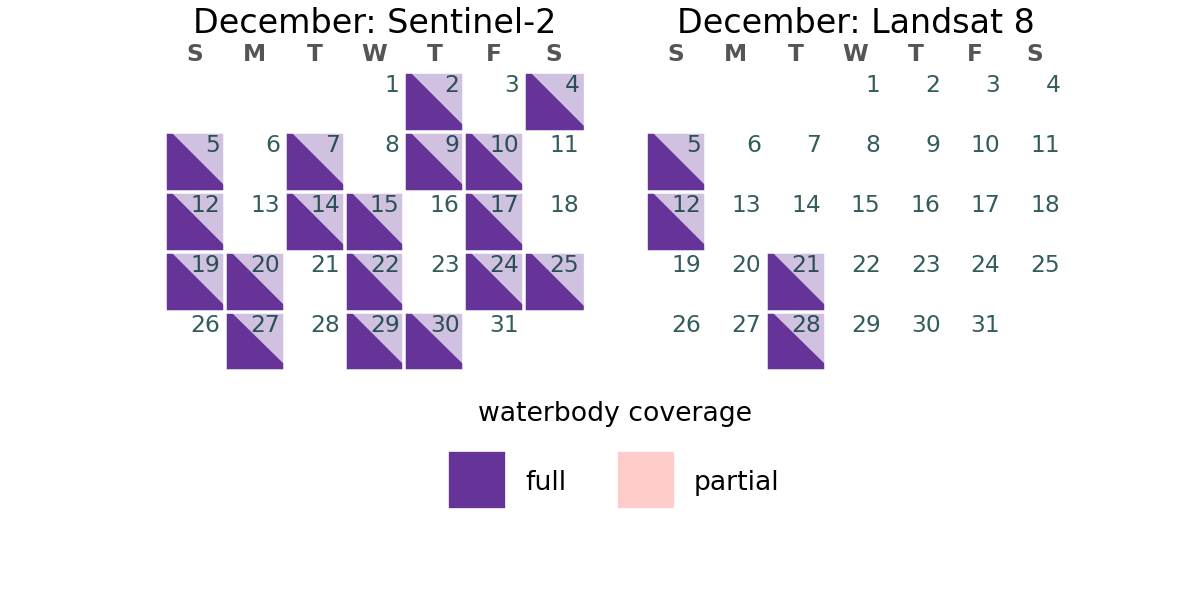 December: Sentinel-2
S M T W T F S
1 2 3 4
5 6 7 8 9 10 11
12 13 14 15 16 17 18
19 20 21 22 23 24 25
26 27 28 29 30 31
December: Landsat 8
S M T W T F S
1 2 3 4
5 6 7 8 9 10 11
12 13 14 15 16 17 18
19 20 21 22 23 24 25
26 27 28 29 30 31
waterbody coverage
full partial